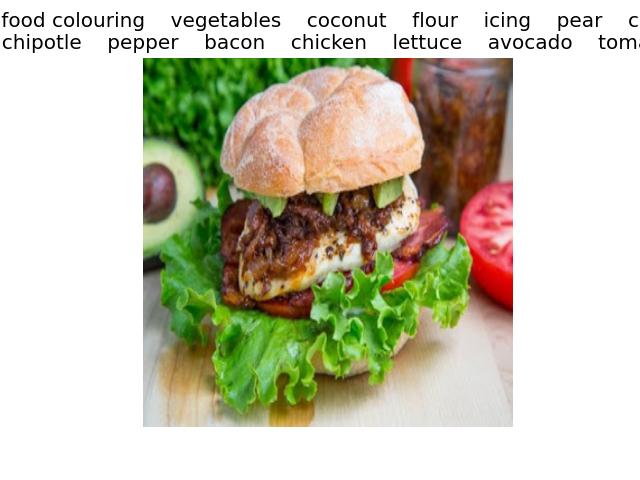 food colouring vegetables coconut flour icing pear
chipotle pepper bacon chicken lettuce avocado